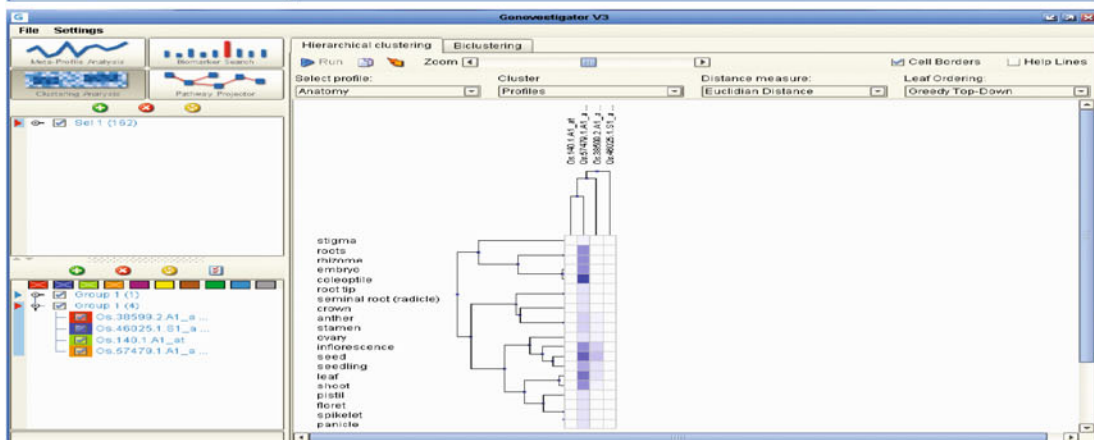 G
Genovestigator V3
File Settings
Meta-Profile Analysis
Biomarker Search
Clustering Analysis
Pathway Projector
Sel 1 (162)
Group 1 (1)
Group 1 (4)
Os.38599.2.A1_a ...
Os.46025.1.S1_a ...
Os.140.1.A1_at
Os.57479.1.A1_a ...
Hierarchical clustering Biclustering
Run Zoom Cell Borders Help Lines
Select profile: Cluster Distance measure: Leaf Ordering:
Anatomy Profiles Euclidian Distance Greedy Top-Down
Os.140.1.A1_at
Os.57479.1.A1_a ...
Os.38599.2.A1_a ...
Os.46025.1.S1_a ...
stigma
roots
rhizome
embryo
coleoptile
root tip
seminal root (radicle)
crown
anther
stamen
ovary
inflorescence
seed
seedling
leaf
shoot
pistil
floret
spikelet
panicle